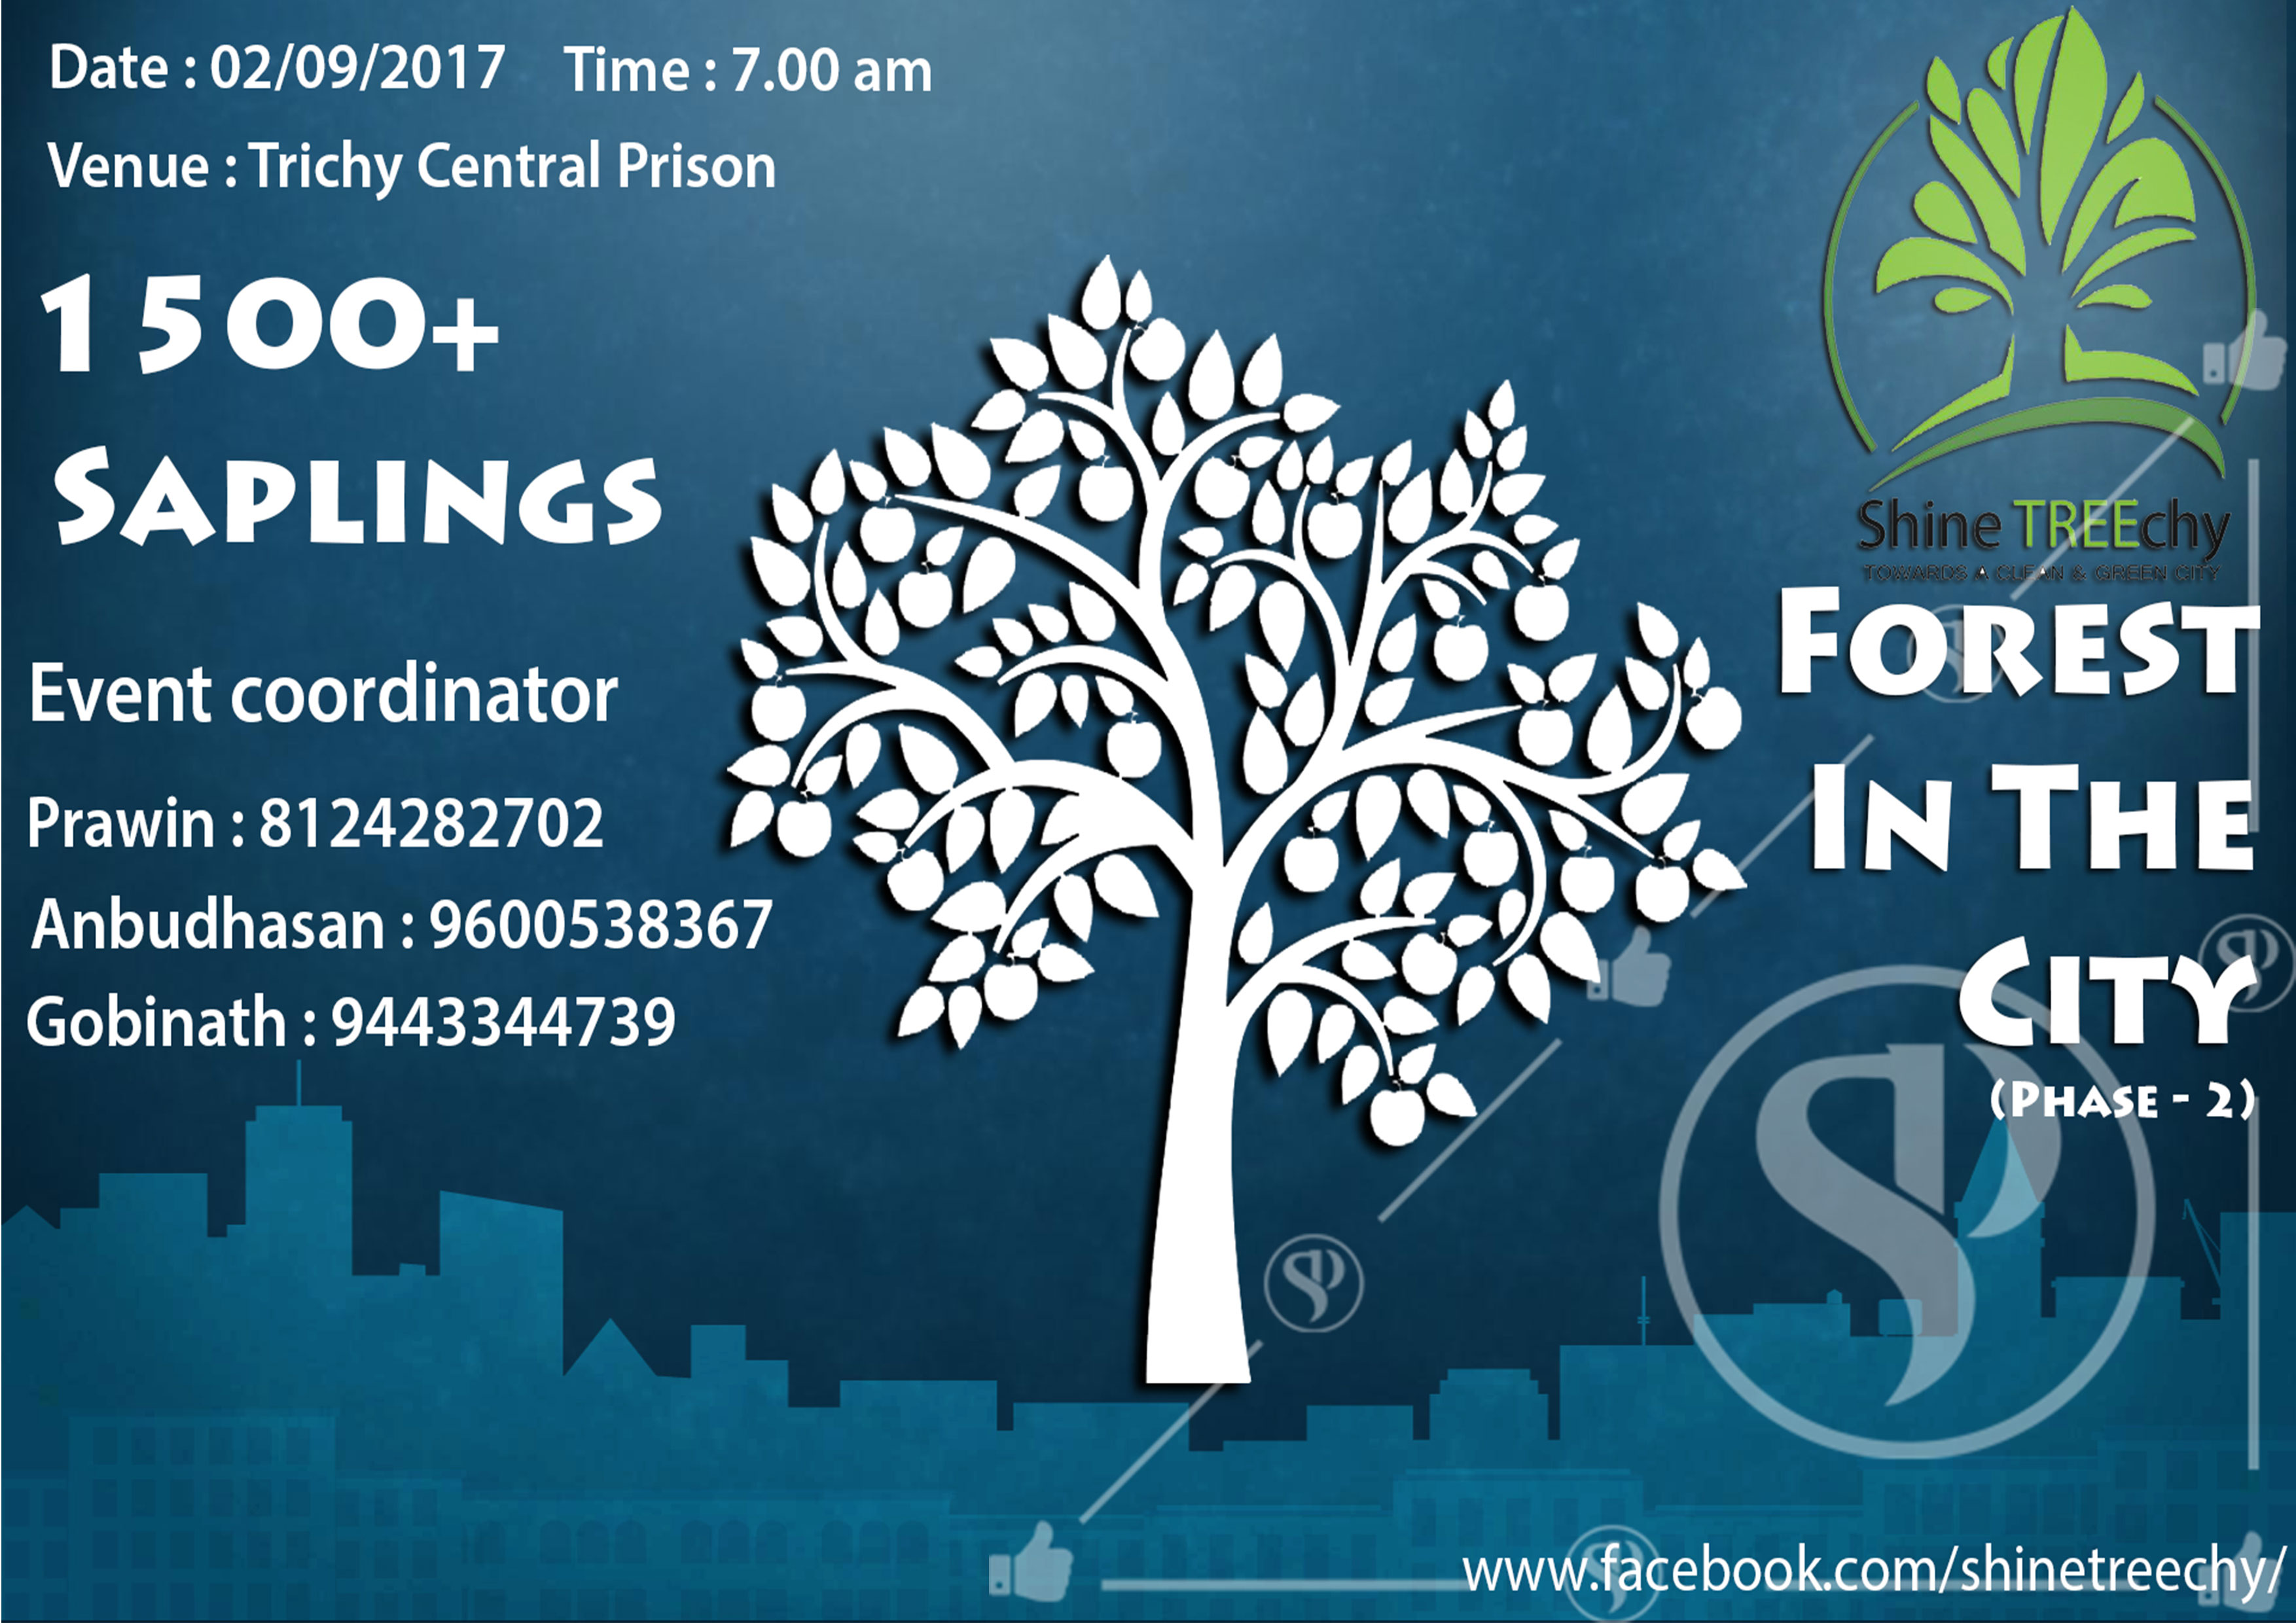 Date : 02/09/2017 Time : 7.00 am
Venue : Trichy Central Prison
1500+
SAPLINGS
Event coordinator
Prawin : 8124282702
Anbudhasan : 9600538367
Gobinath : 9443344739
Shine TREEchy
TOWARDS A CLEAN & GREEN CITY
FOREST
IN THE
CITY
(PHASE - 2)
www.facebook.com/shinetreechy/